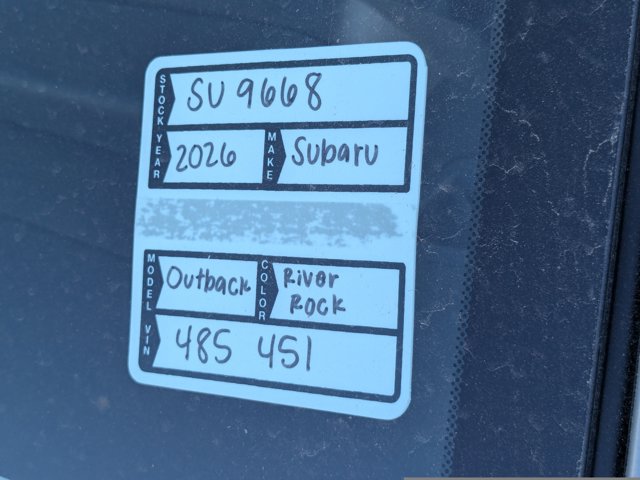 STOCK SU 9668
YEAR 2026 MAKE Subaru
MODEL Outback COLOR River
Rock
VIN 485 451